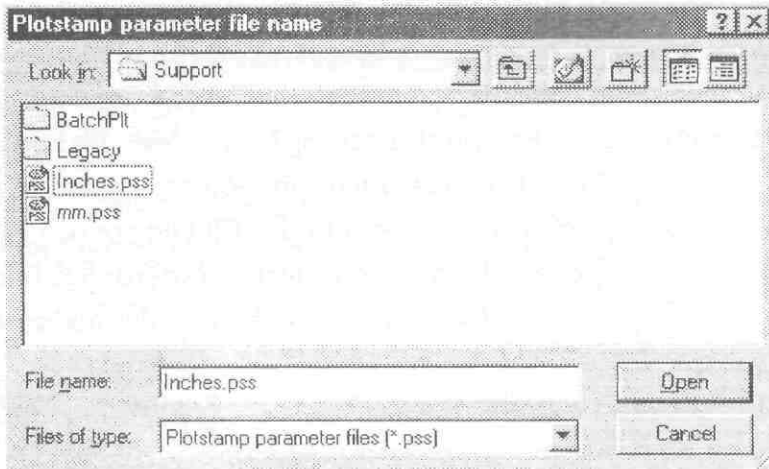 Plotstamp parameter file name
Look in: Support
BatchPlt
Legacy
Inches.pss
mm.pss
File name: Inches.pss Open
Files of type: Plotstamp parameter files (*.pss) Cancel